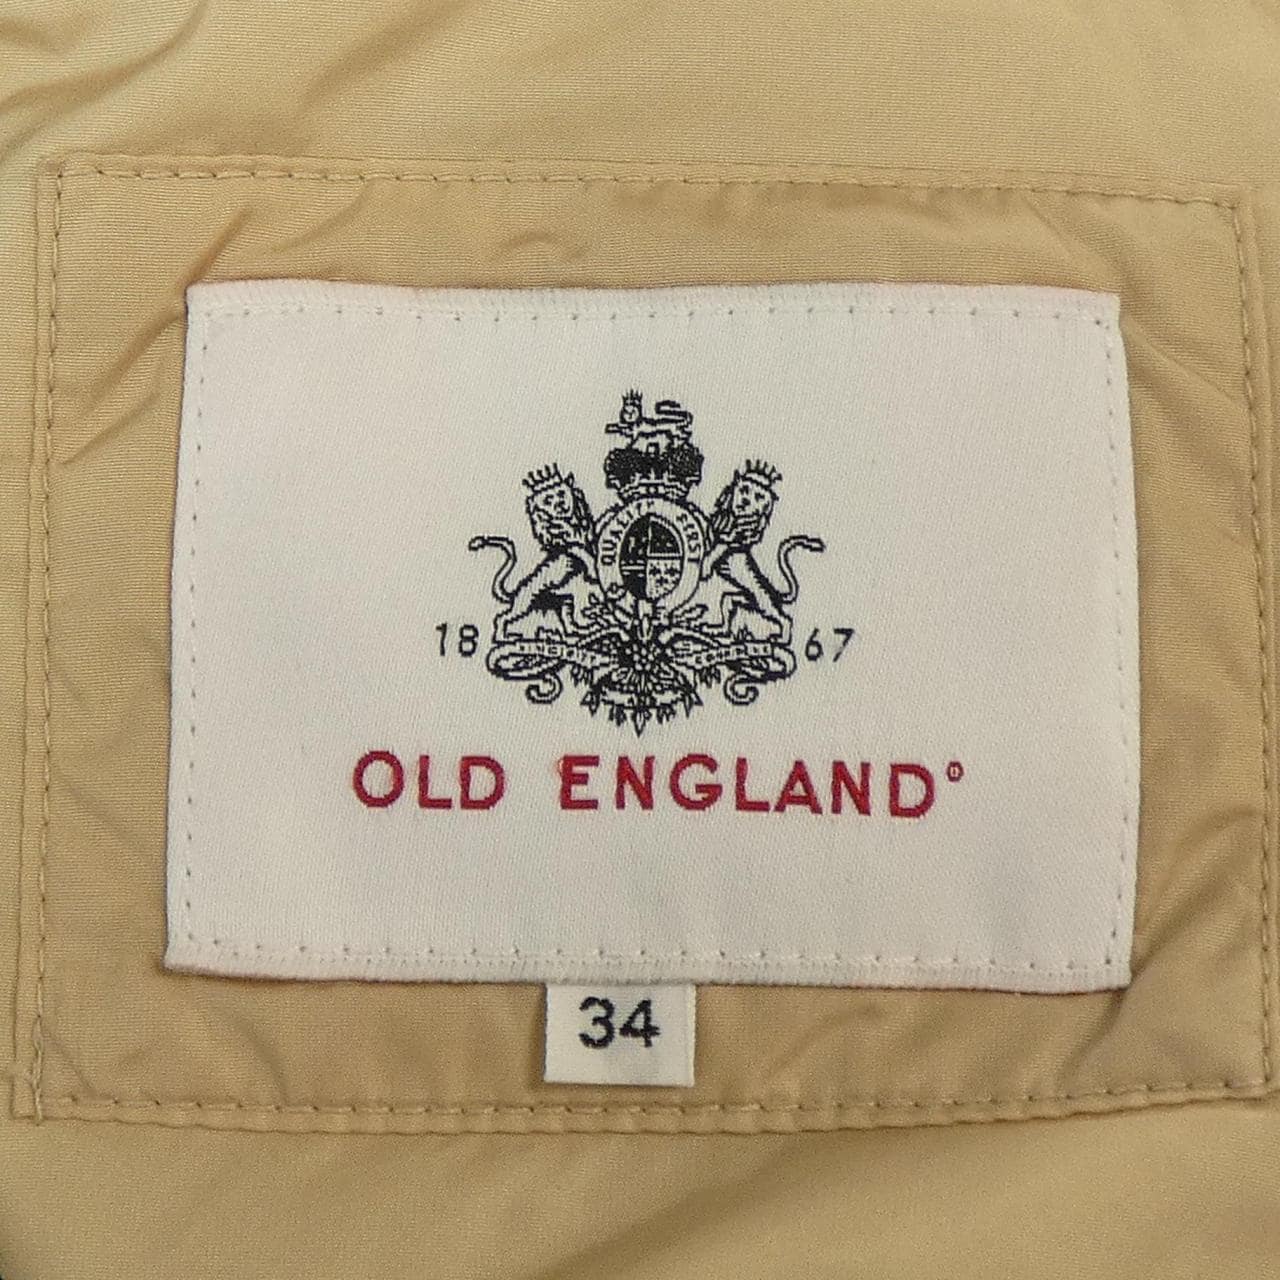 QUALITY FIRST
18 67
OLD ENGLAND
34